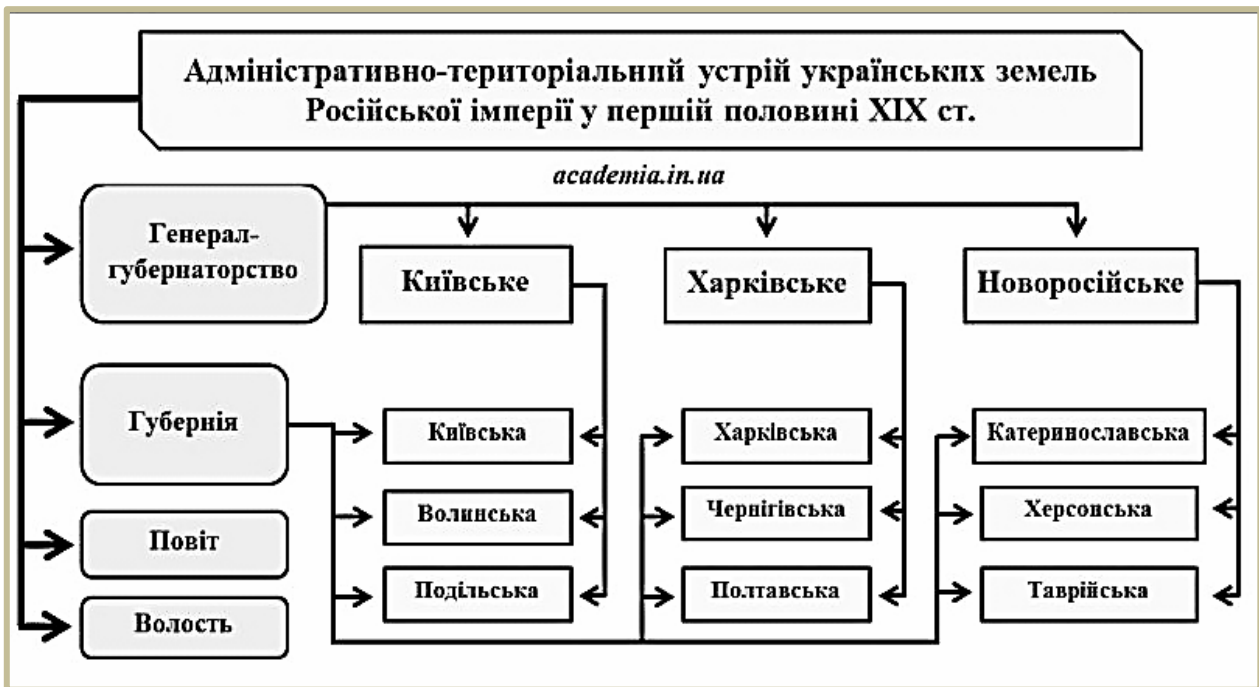 Адміністративно-територіальний устрій українських земель
Російської імперії у першій половині XIX ст.
academia.in.ua
Генерал-
губернаторство
Київське
Харківське
Новоросійське
Губернія
Київська
Харківська
Катеринославська
Волинська
Чернігівська
Херсонська
Повіт
Подільська
Полтавська
Таврійська
Волость